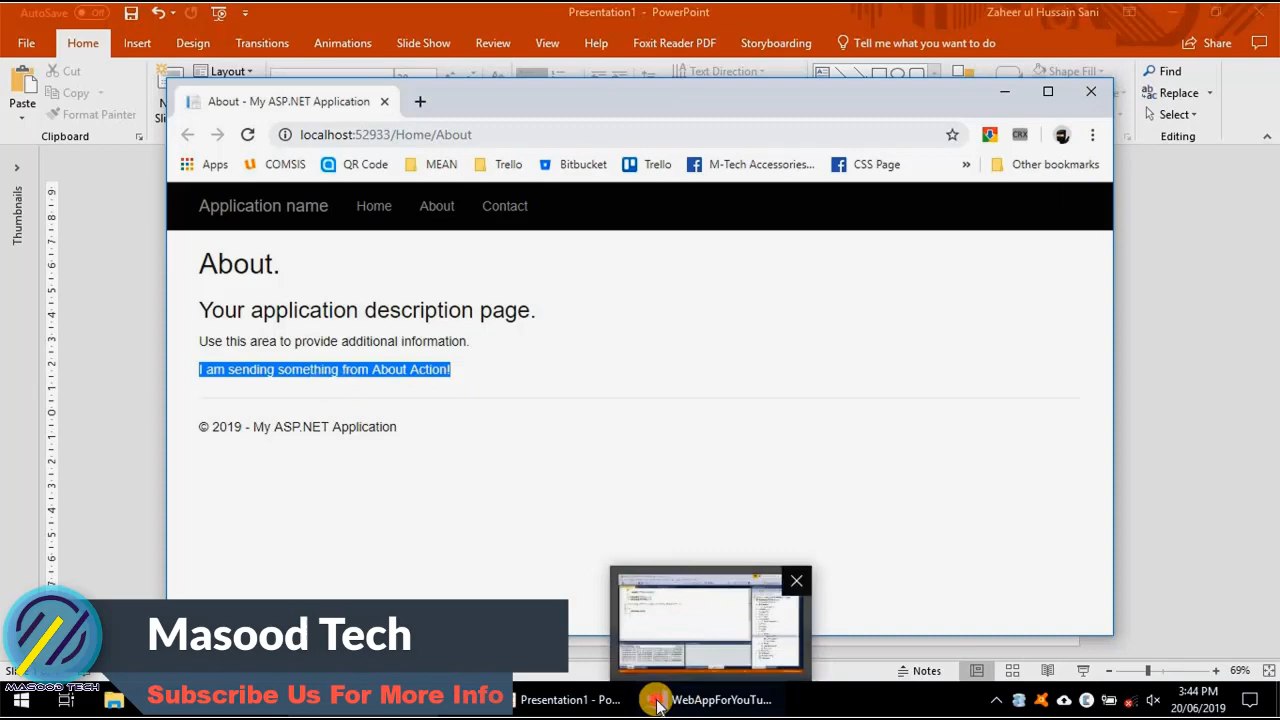 AutoSave Off
Presentation1 - PowerPoint
Zaheer ul Hussain Sani
File Home Insert Design Transitions Animations Slide Show Review View Help Foxit Reader PDF Storyboarding Tell me what you want to do Share
Paste
Cut
Copy
Format Painter
Clipboard
Layout
Text Direction
Shape Fill
Find
Replace
Select
Editing
About - My ASP.NET Application
localhost:52933/Home/About
Apps COMSIS QR Code MEAN Trello Bitbucket Trello M-Tech Accessories... CSS Page » Other bookmarks
CRX
Thumbnails
Application name Home About Contact
About.
Your application description page.
Use this area to provide additional information.
I am sending something from About Action!
© 2019 - My ASP.NET Application
Masood Tech
Subscribe Us For More Info
MASOOD TECH
Notes
69%
Presentation1 - Po...
WebAppForYouTu...
3:44 PM
20/06/2019